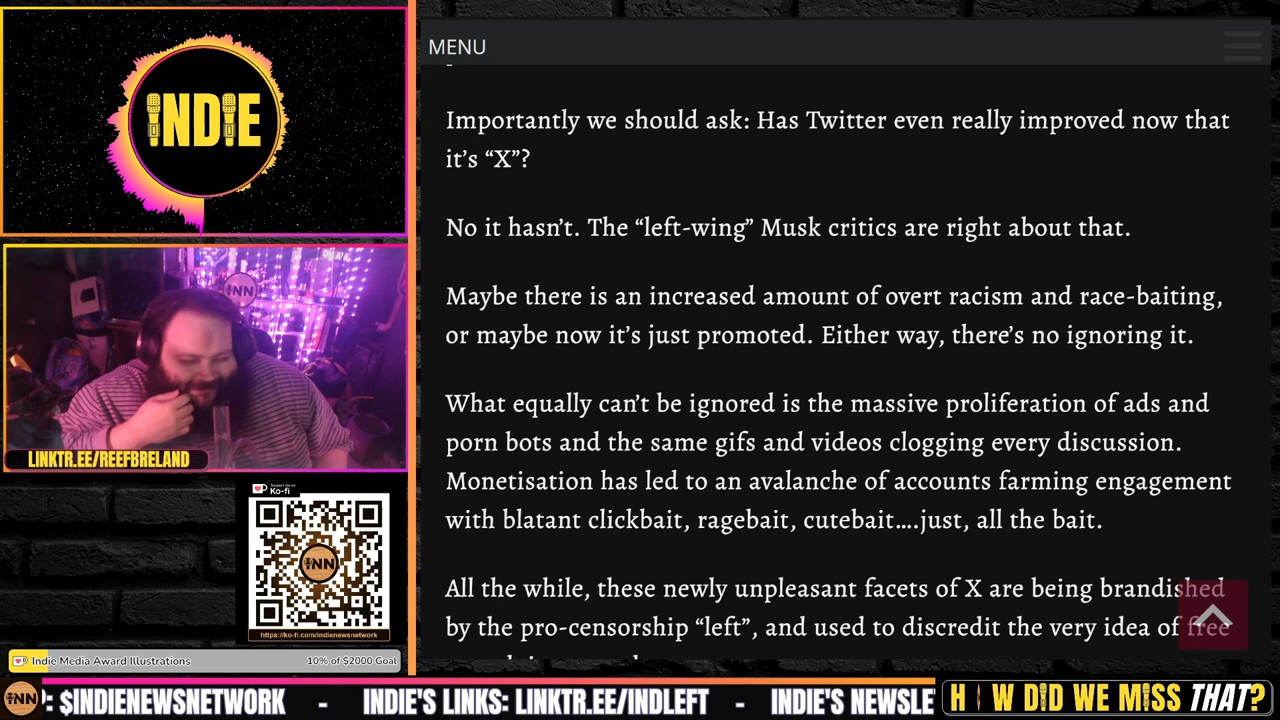 INDIE
INN
LINKTR.EE/REEFBRELAND
Support me on
Ko-fi
INN
https://ko-fi.com/indienewsnetwork
Indie Media Award Illustrations 10% of $2000 Goal
MENU
Importantly we should ask: Has Twitter even really improved now that
it’s “X”?
No it hasn’t. The “left-wing” Musk critics are right about that.
Maybe there is an increased amount of overt racism and race-baiting,
or maybe now it’s just promoted. Either way, there’s no ignoring it.
What equally can’t be ignored is the massive proliferation of ads and
porn bots and the same gifs and videos clogging every discussion.
Monetisation has led to an avalanche of accounts farming engagement
with blatant clickbait, ragebait, cutebait….just, all the bait.
All the while, these newly unpleasant facets of X are being brandished
by the pro-censorship “left”, and used to discredit the very idea of free
INN
: $INDIENEWSNETWORK - INDIE'S LINKS: LINKTR.EE/INDLEFT - INDIE'S NEWSLE
HOW DID WE MISS THAT?